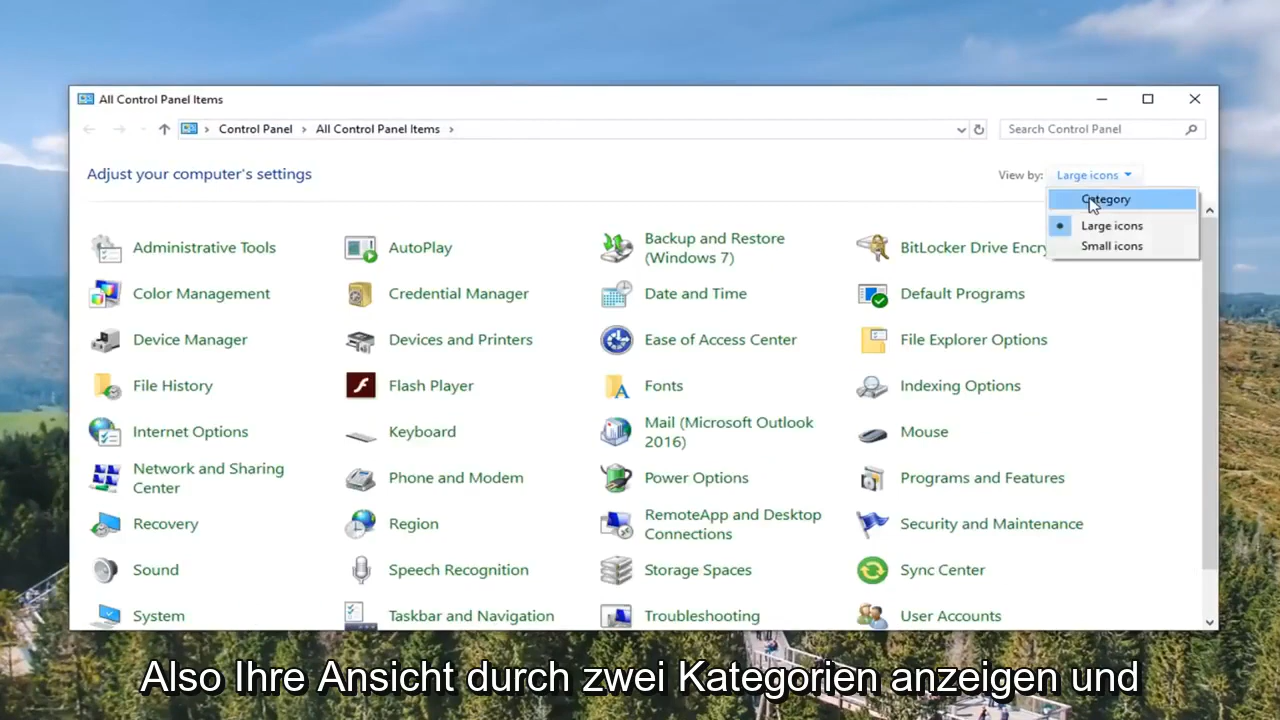 All Control Panel Items
Control Panel
All Control Panel Items
Search Control Panel
Adjust your computer's settings
View by:
Large icons
Category
Large icons
Small icons
Administrative Tools
AutoPlay
Backup and Restore
(Windows 7)
BitLocker Drive Encry
Color Management
Credential Manager
Date and Time
Default Programs
Device Manager
Devices and Printers
Ease of Access Center
File Explorer Options
File History
Flash Player
Fonts
Indexing Options
Internet Options
Keyboard
Mail (Microsoft Outlook
2016)
Mouse
Network and Sharing
Center
Phone and Modem
Power Options
Programs and Features
Recovery
Region
RemoteApp and Desktop
Connections
Security and Maintenance
Sound
Speech Recognition
Storage Spaces
Sync Center
System
Taskbar and Navigation
Troubleshooting
User Accounts
Also Ihre Ansicht durch zwei Kategorien anzeigen und